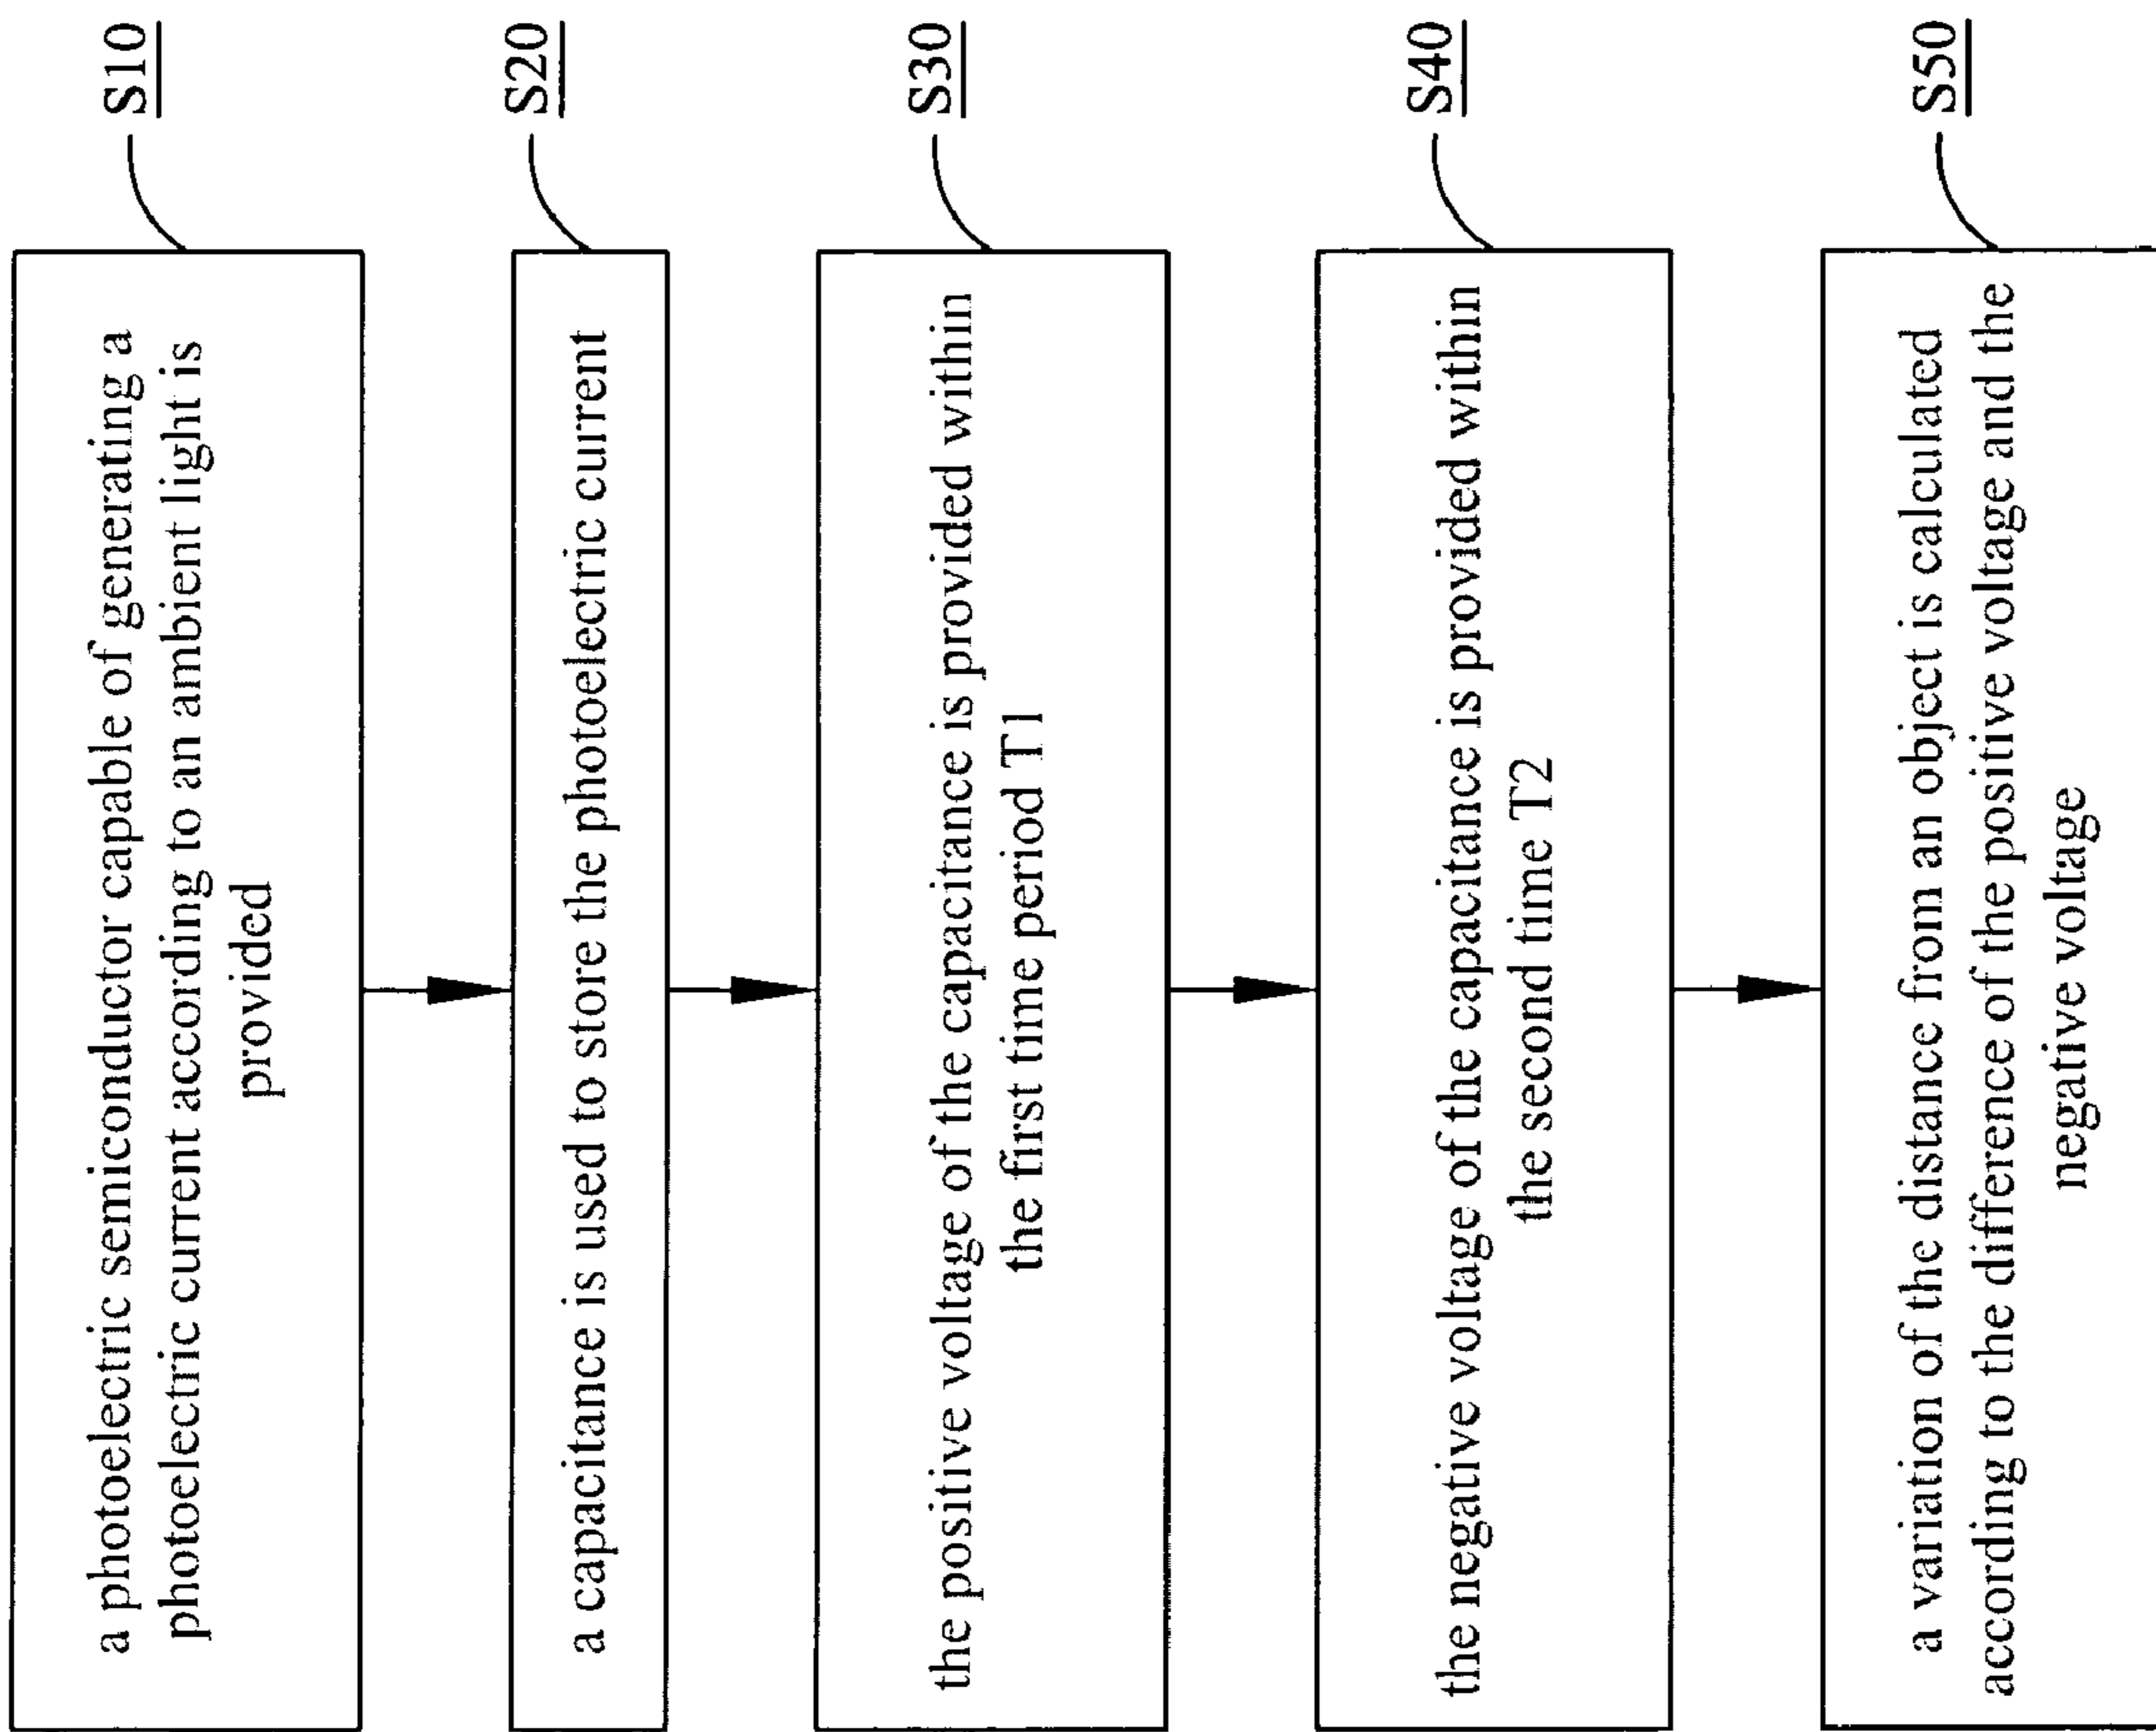 a photoelectric semiconductor capable of generating a
photoelectric current according to an ambient light is
provided
S10
a capacitance is used to store the photoelectric current
S20
the positive voltage of the capacitance is provided within
the first time period T1
S30
the negative voltage of the capacitance is provided within
the second time T2
S40
a variation of the distance from an object is calculated
according to the difference of the positive voltage and the
negative voltage
S50